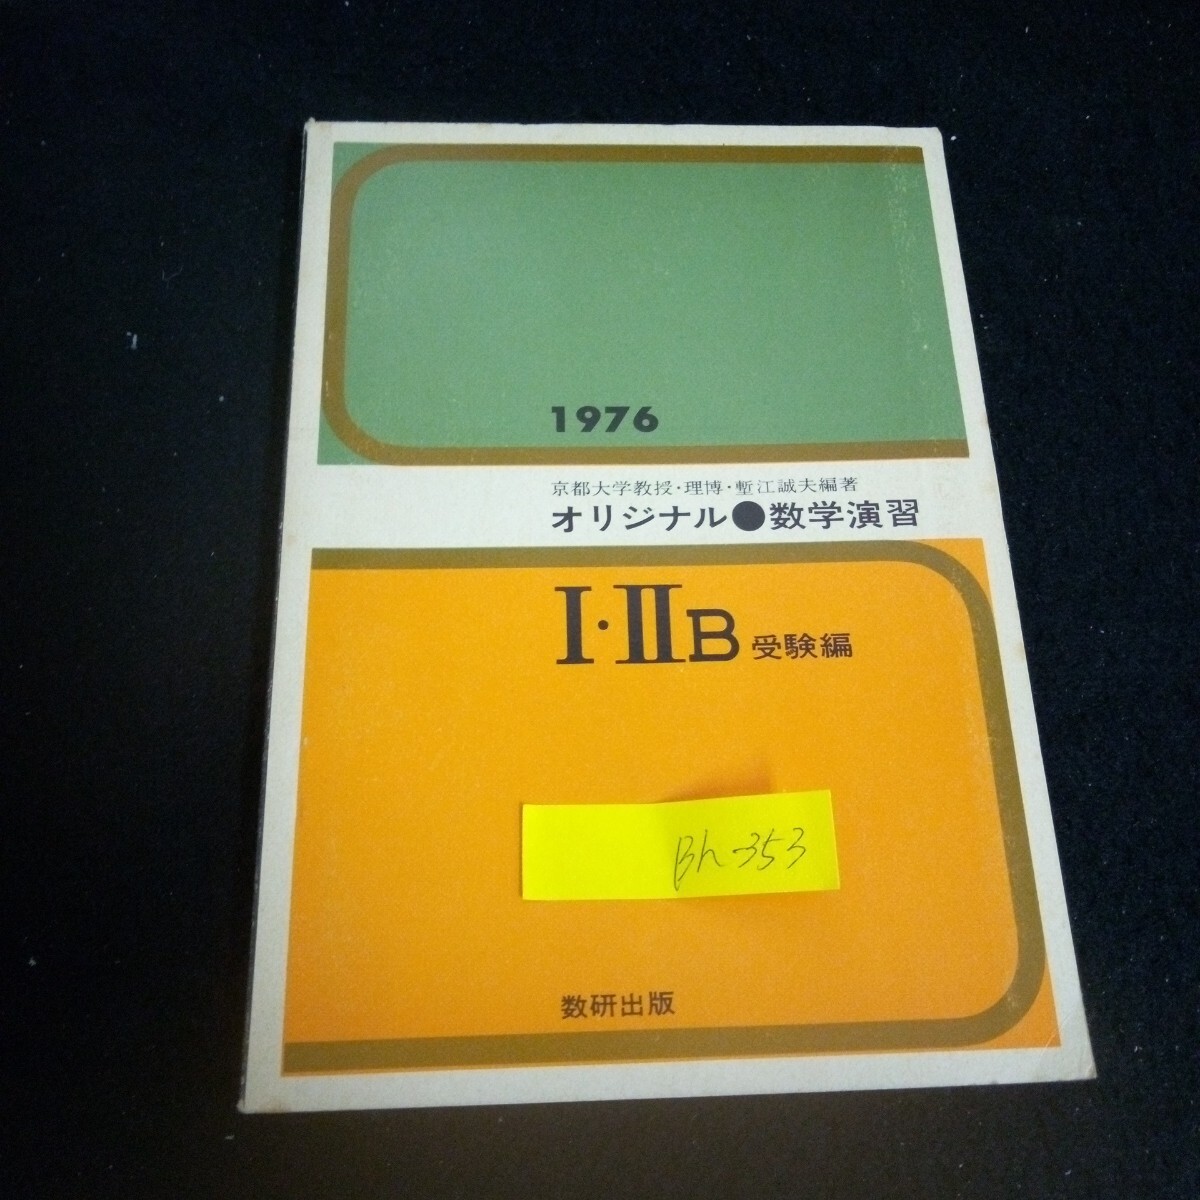 1976
京都大学教授・理博・塹江誠夫編著
オリジナル●数学演習
I・IIB 受験編
Bh-353
数研出版